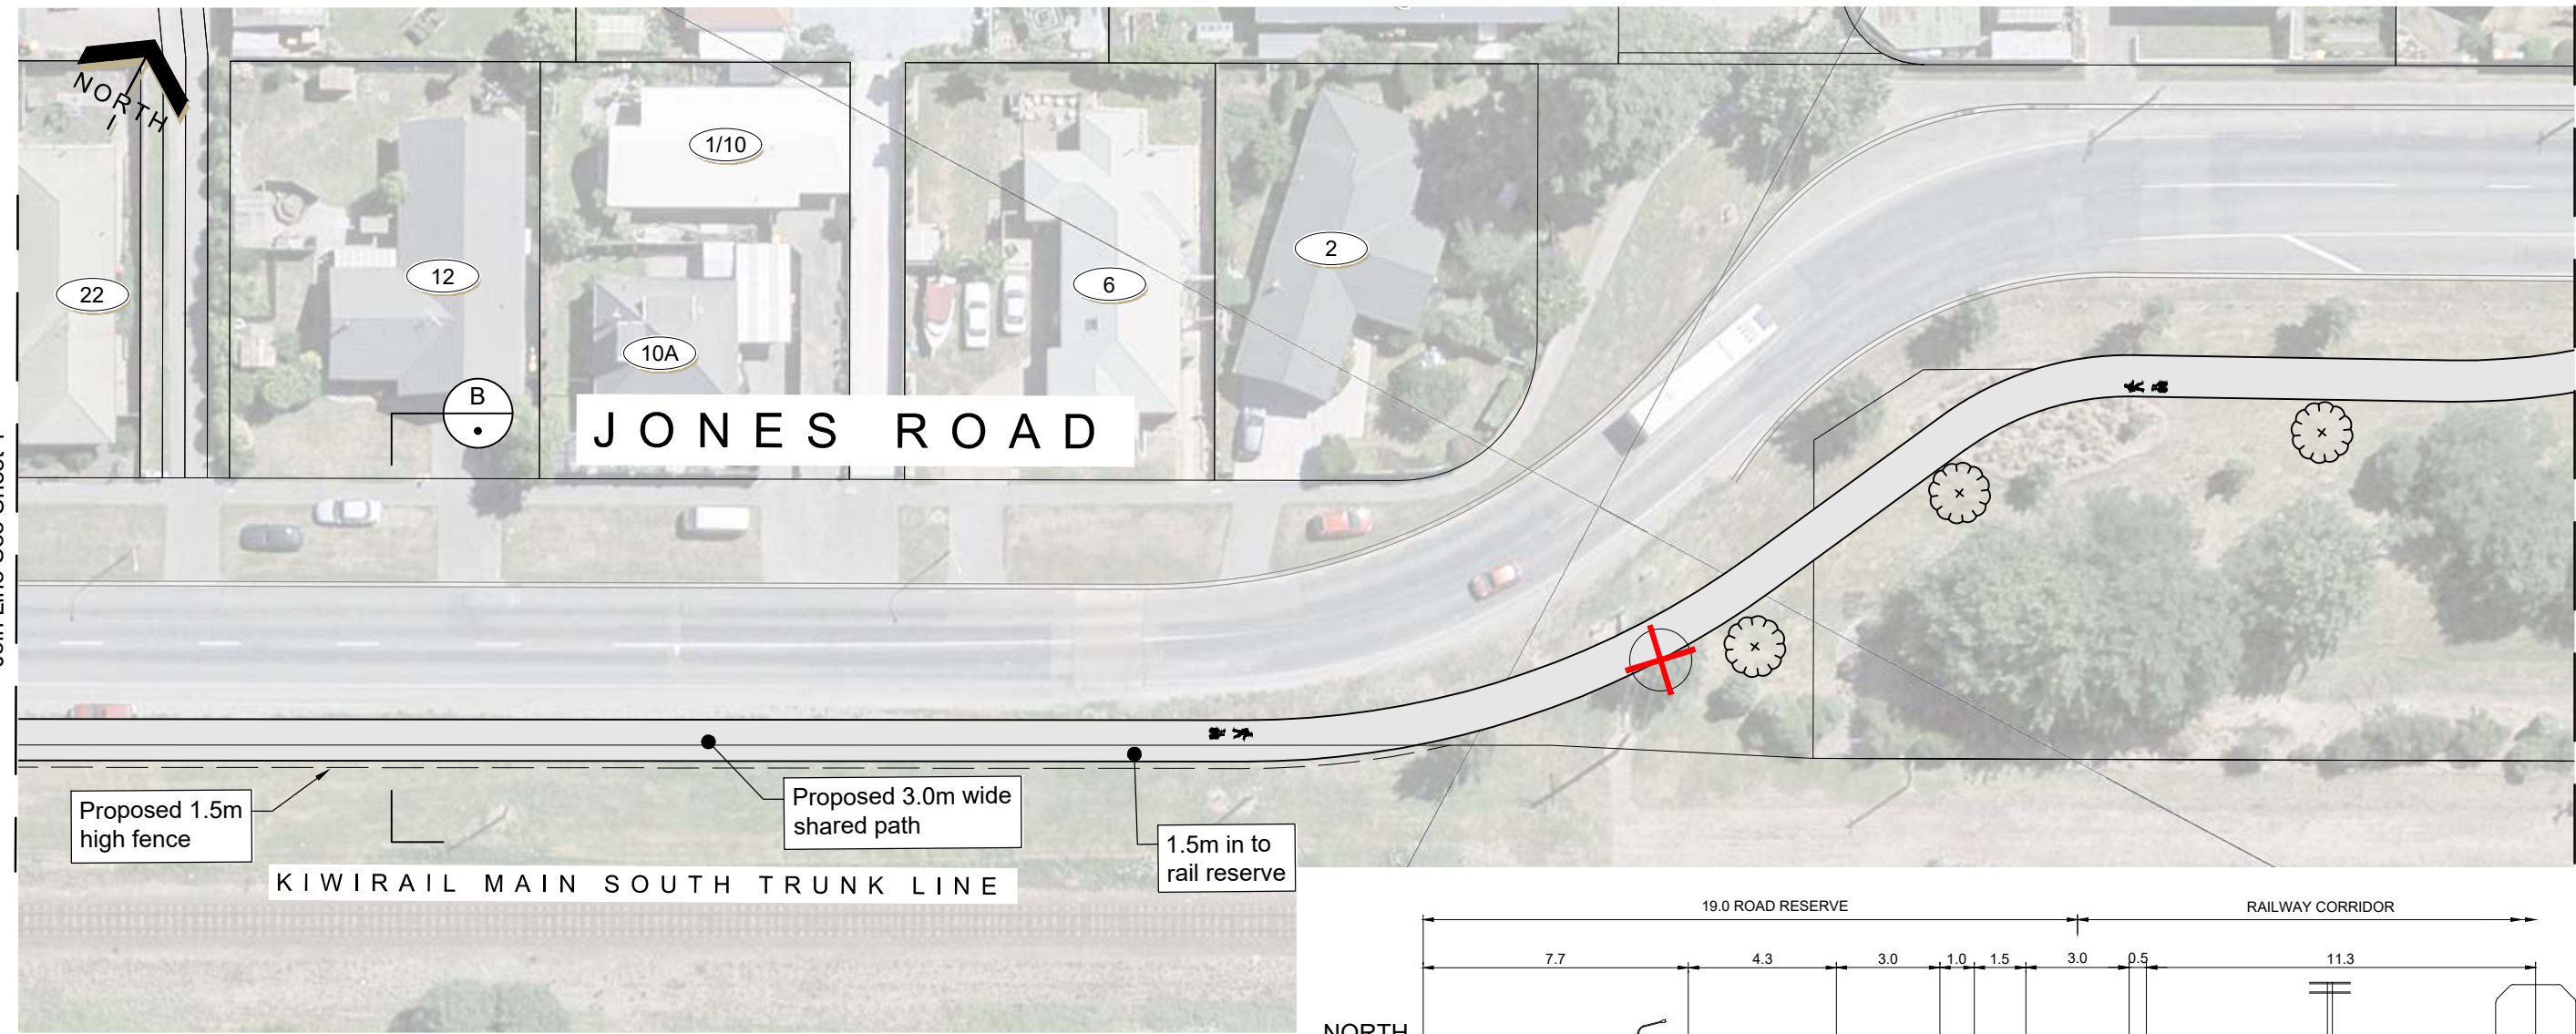 NORTH
1/10
12
22
6
2
10A
B
JONES ROAD
Proposed 1.5m
high fence
Proposed 3.0m wide
shared path
1.5m in to
rail reserve
KIWIRAIL MAIN SOUTH TRUNK LINE
19.0 ROAD RESERVE
RAILWAY CORRIDOR
7.7
4.3
3.0
1.0
1.5
3.0
0.5
11.3
NORTH